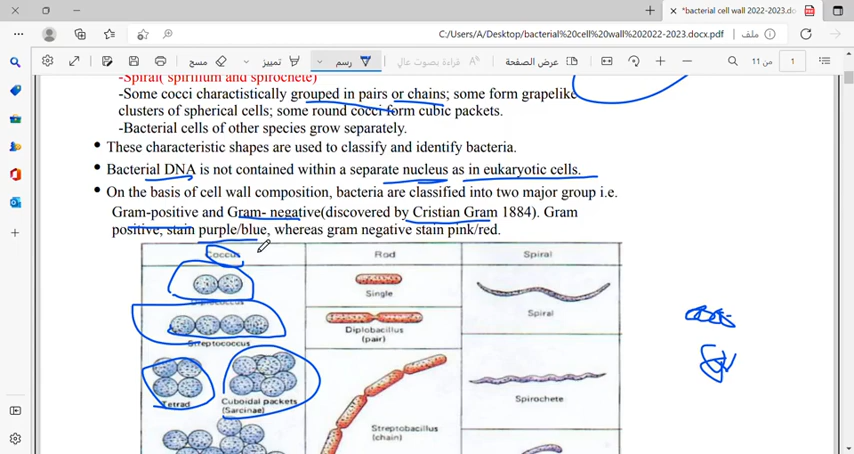 *bacterial cell wall 2022-2023.doc
C:/Users/A/Desktop/bacterial%20cell%20wall%202022-2023.docx.pdf
ملف
مسح
تمييز
رسم
قراءة بصوت عالٍ
عرض الصفحة
من 11
1
-Spiral( spirillum and spirochete)
-Some cocci charactistically grouped in pairs or chains; some form grapelike
clusters of spherical cells; some round cocci form cubic packets.
-Bacterial cells of other species grow separately.
• These characteristic shapes are used to classify and identify bacteria.
• Bacterial DNA is not contained within a separate nucleus as in eukaryotic cells.
• On the basis of cell wall composition, bacteria are classified into two major group i.e.
Gram-positive and Gram- negative(discovered by Cristian Gram 1884). Gram
positive, stain purple/blue, whereas gram negative stain pink/red.
Coccus
Rod
Spiral
Diplococcus
Single
Spiral
Streptococcus
Diplobacillus
(pair)
Tetrad
Cuboidal packets
(Sarcinae)
Streptobacillus
(chain)
Spirochete